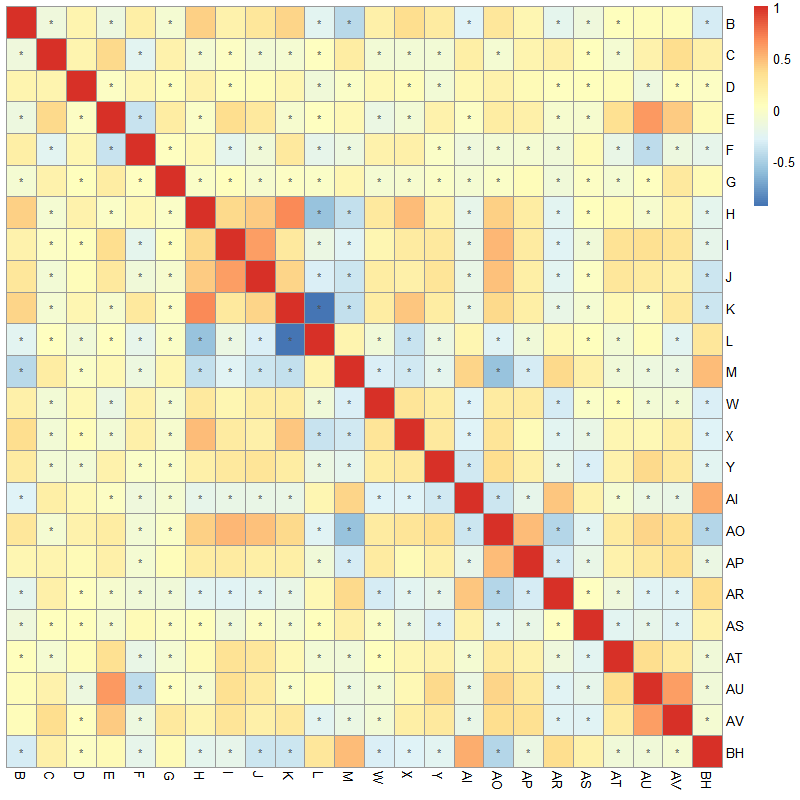 1
0.5
0
-0.5
B
C
D
E
F
G
H
I
J
K
L
M
W
X
Y
AI
AO
AP
AR
AS
AT
AU
AV
BH
B C D E F G H I J K L M W X Y AI AO AP AR AS AT AU AV BH